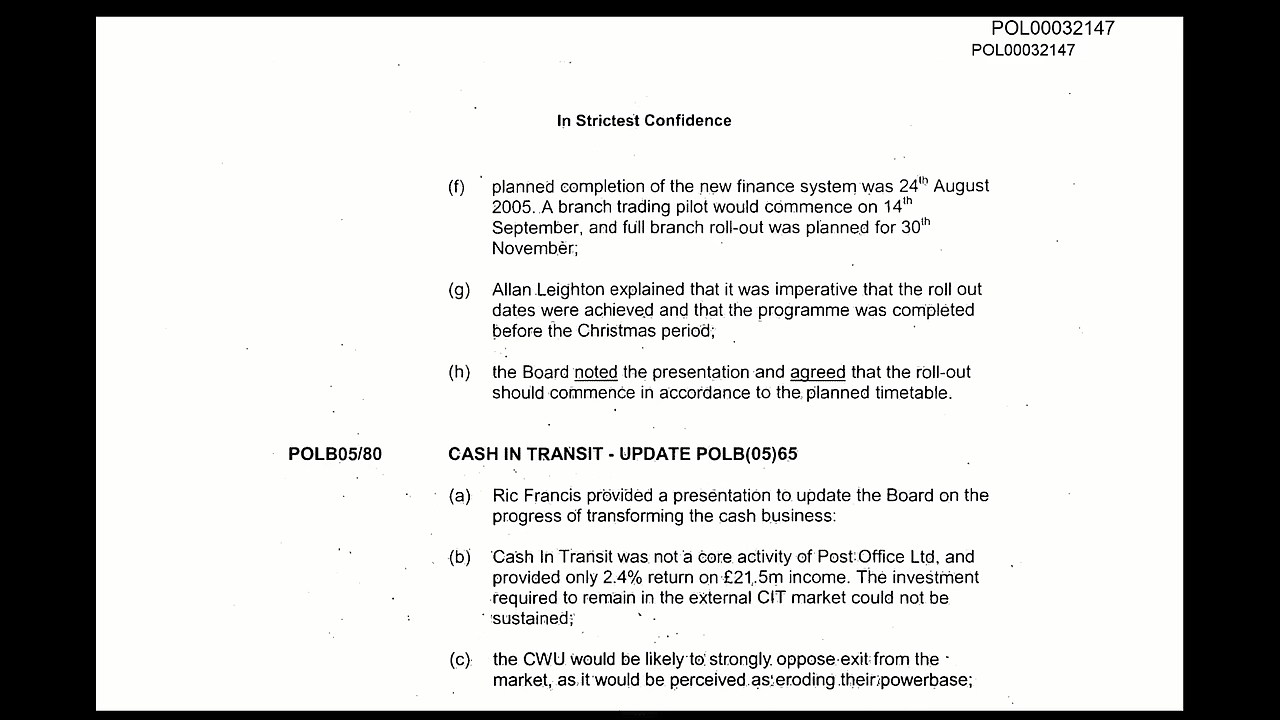 POL00032147
POL00032147
In Strictest Confidence
(f) planned completion of the new finance system was 24th August
2005. A branch trading pilot would commence on 14th
September, and full branch roll-out was planned for 30th
November;
(g) Allan Leighton explained that it was imperative that the roll out
dates were achieved and that the programme was completed
before the Christmas period;
(h) the Board noted the presentation and agreed that the roll-out
should commence in accordance to the planned timetable.
POLB05/80 CASH IN TRANSIT - UPDATE POLB(05)65
(a) Ric Francis provided a presentation to update the Board on the
progress of transforming the cash business:
(b) Cash In Transit was not a core activity of Post Office Ltd, and
provided only 2.4% return on £21.5m income. The investment
required to remain in the external CIT market could not be
sustained;
(c) the CWU would be likely to strongly oppose exit from the
market, as it would be perceived as eroding their powerbase;